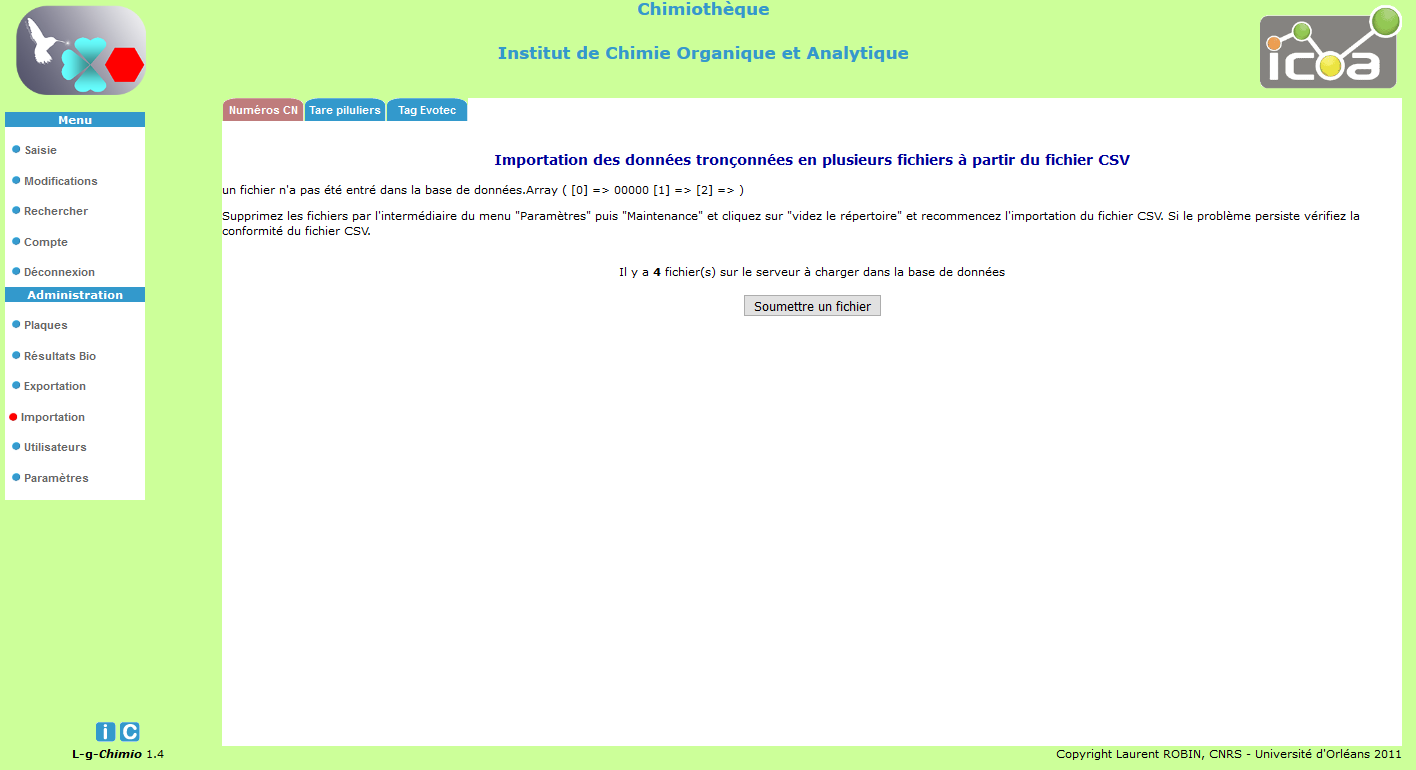 Chimiothèque
Institut de Chimie Organique et Analytique
icoa
Menu
Saisie
Modifications
Rechercher
Compte
Déconnexion
Administration
Plaques
Résultats Bio
Exportation
Importation
Utilisateurs
Paramètres
Numéros CN
Tare piluliers
Tag Evotec
Importation des données tronçonnées en plusieurs fichiers à partir du fichier CSV
un fichier n'a pas été entré dans la base de données.Array ( [0] => 00000 [1] => [2] => )
Supprimez les fichiers par l'intermédiaire du menu "Paramètres" puis "Maintenance" et cliquez sur "videz le répertoire" et recommencez l'importation du fichier CSV. Si le problème persiste vérifiez la
conformité du fichier CSV.
Il y a 4 fichier(s) sur le serveur à charger dans la base de données
Soumettre un fichier
i C
L-g-Chimio 1.4
Copyright Laurent ROBIN, CNRS - Université d'Orléans 2011